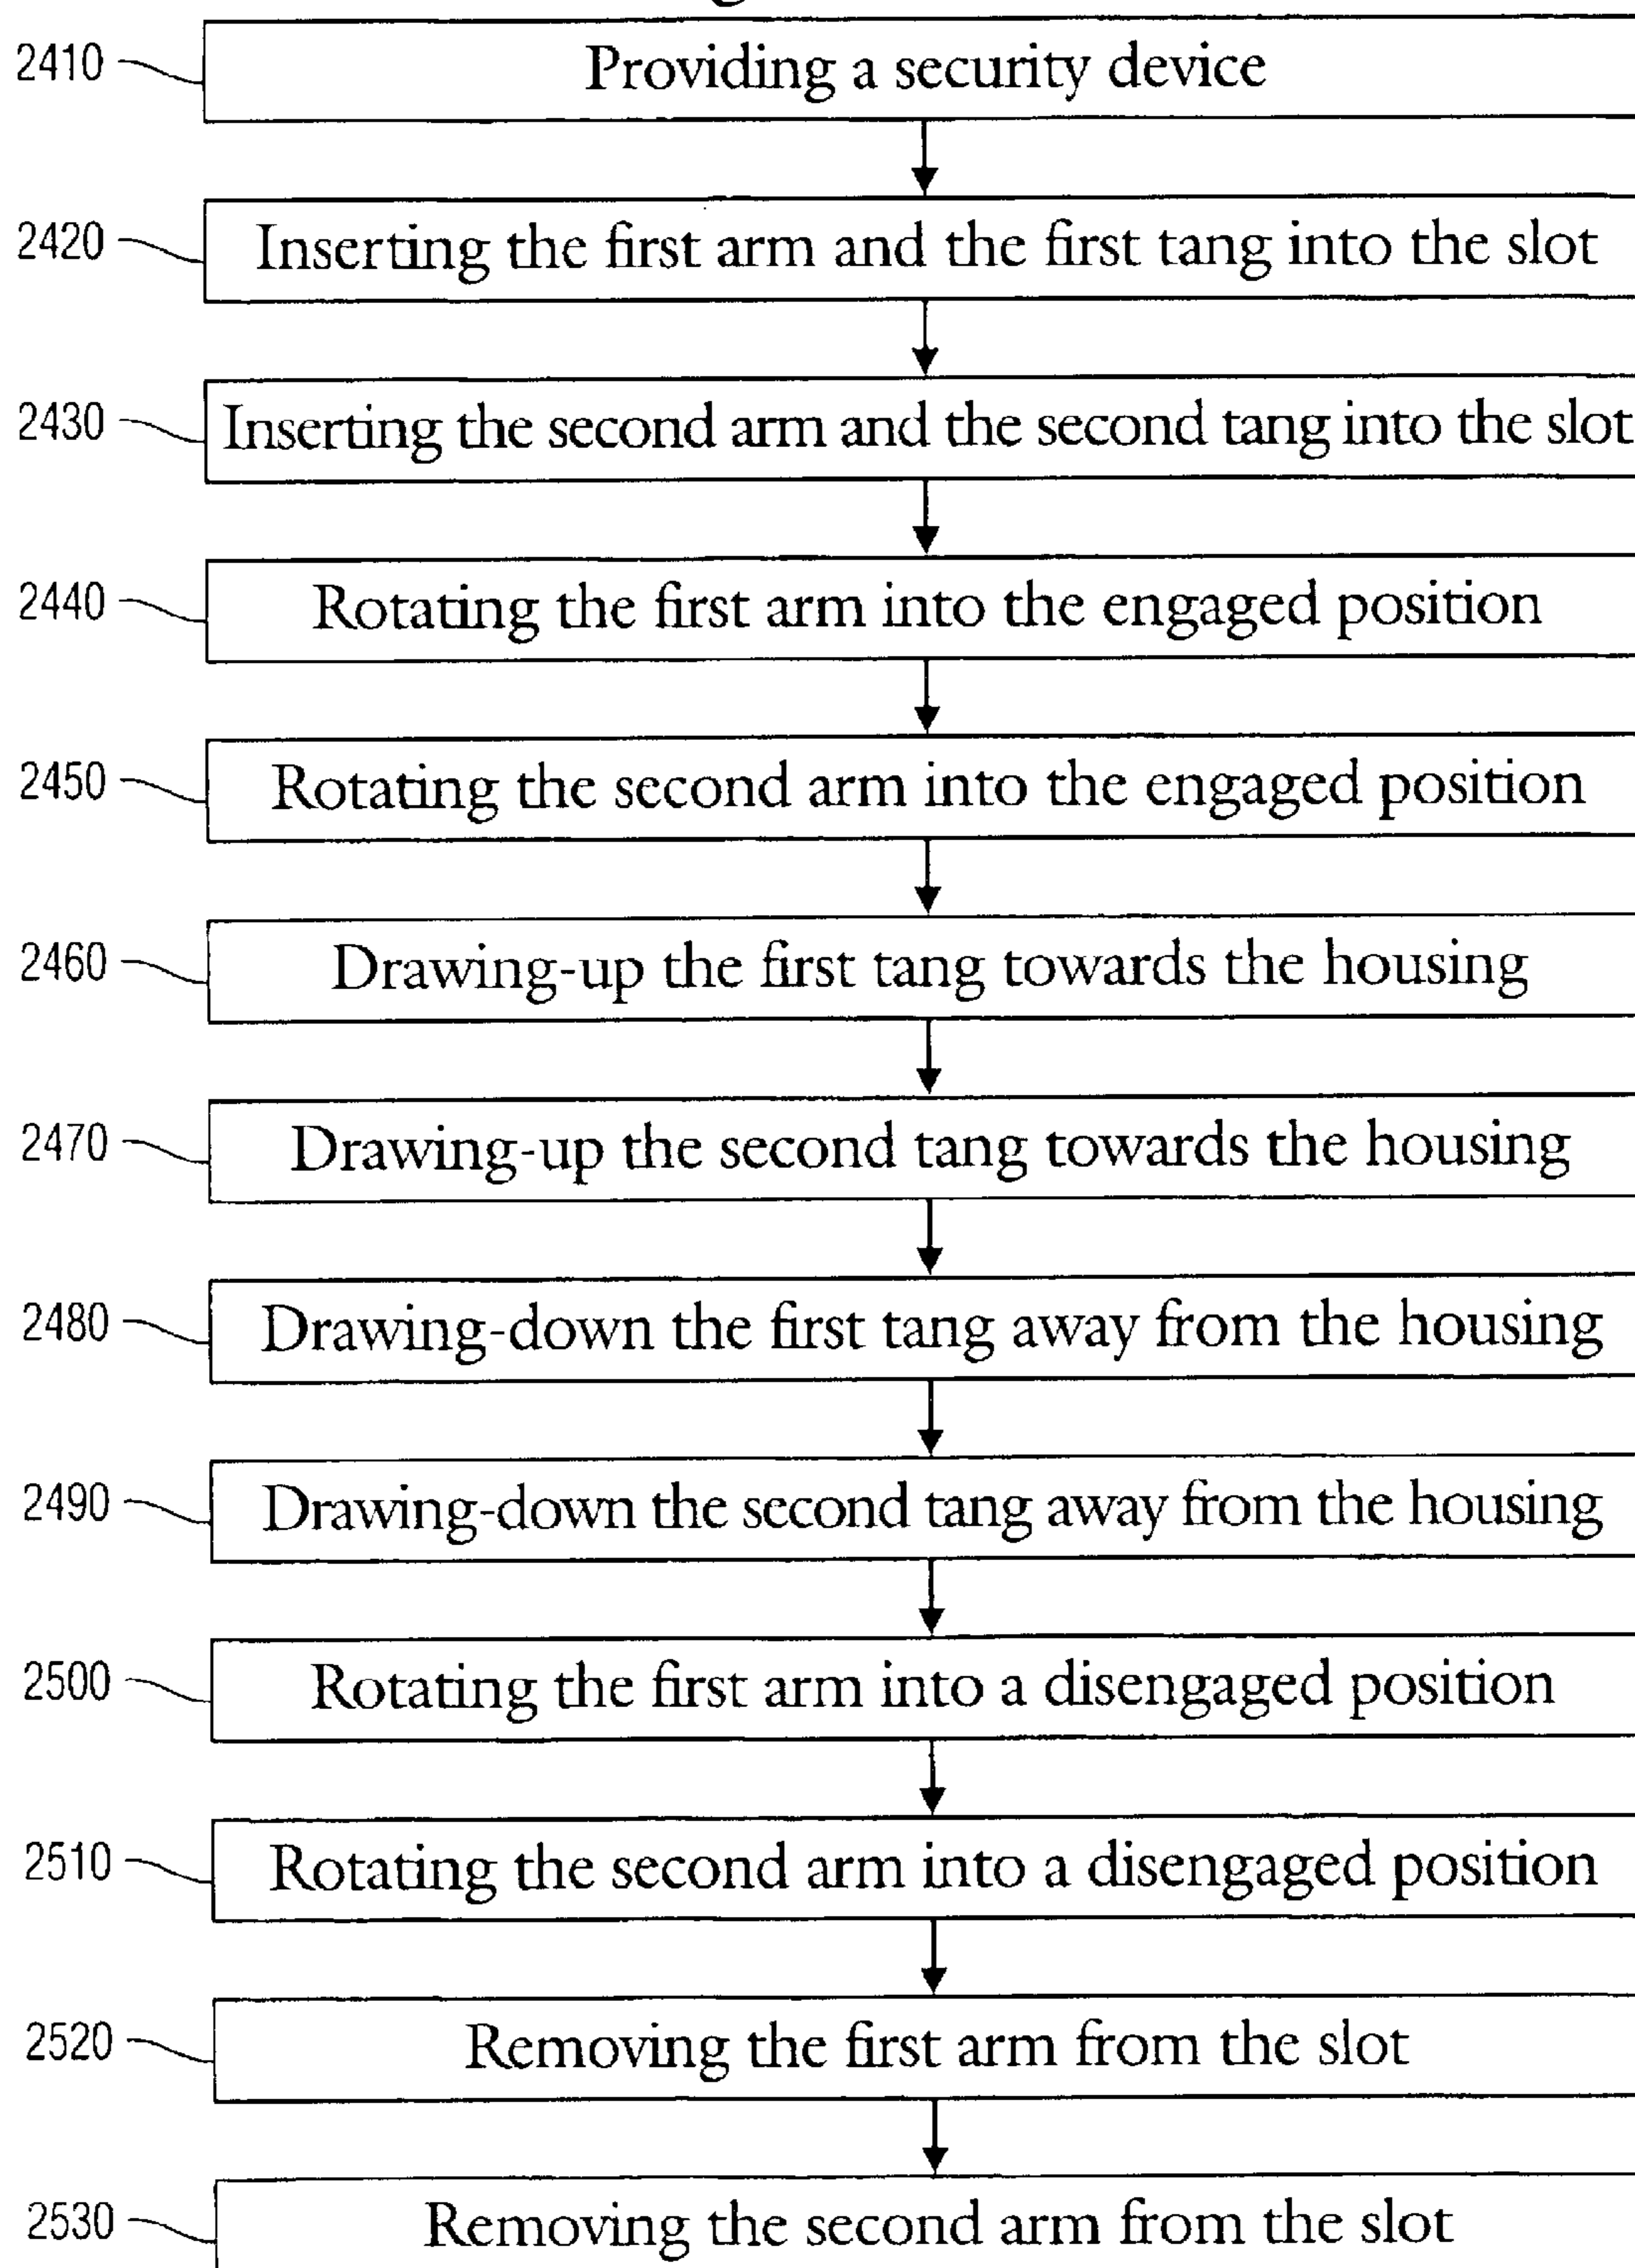 2410 Providing a security device
2420 Inserting the first arm and the first tang into the slot
2430 Inserting the second arm and the second tang into the slot
2440 Rotating the first arm into the engaged position
2450 Rotating the second arm into the engaged position
2460 Drawing-up the first tang towards the housing
2470 Drawing-up the second tang towards the housing
2480 Drawing-down the first tang away from the housing
2490 Drawing-down the second tang away from the housing
2500 Rotating the first arm into a disengaged position
2510 Rotating the second arm into a disengaged position
2520 Removing the first arm from the slot
2530 Removing the second arm from the slot